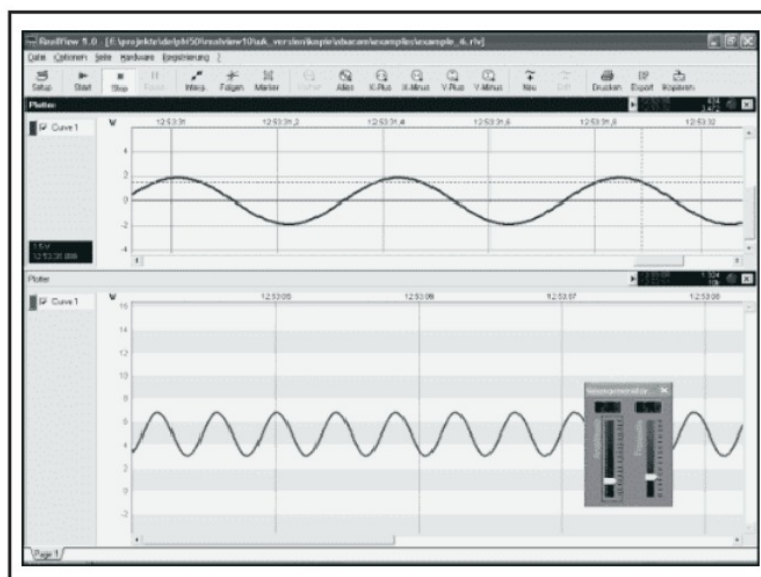 RealView 1.0 - [f:\projekte\delphi50\realview10\uk_version\kopie\abacom\examples\example_4.rlv]
Datei Optionen Seite Hardware Registrierung ?
Setup Start Stop Pause Interp. Folgen Marker Alles X-Plus X-Minus Y-Plus Y-Minus Neu Drift Drucken Export Kopieren
Plotter
Curve 1
V 12:53:31 12:53:31,2 12:53:31,4 12:53:31,6 12:53:31,8 12:53:32
4
2
0
-2
-4
Plotter
Curve 1
V 12:53:05 12:53:06 12:53:07 12:53:08
16
14
12
10
8
6
4
2
0
-2
Page 1